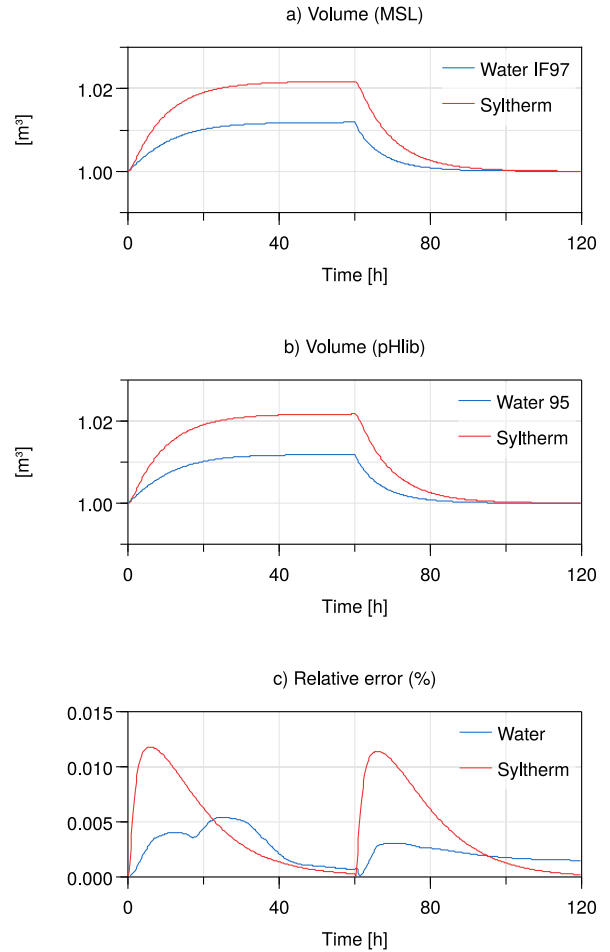 a) Volume (MSL)
[m³]
1.02
1.00
Water IF97
Syltherm
0
40
80
120
Time [h]
b) Volume (pHlib)
[m³]
1.02
1.00
Water 95
Syltherm
0
40
80
120
Time [h]
c) Relative error (%)
0.015
0.010
0.005
0.000
Water
Syltherm
0
40
80
120
Time [h]